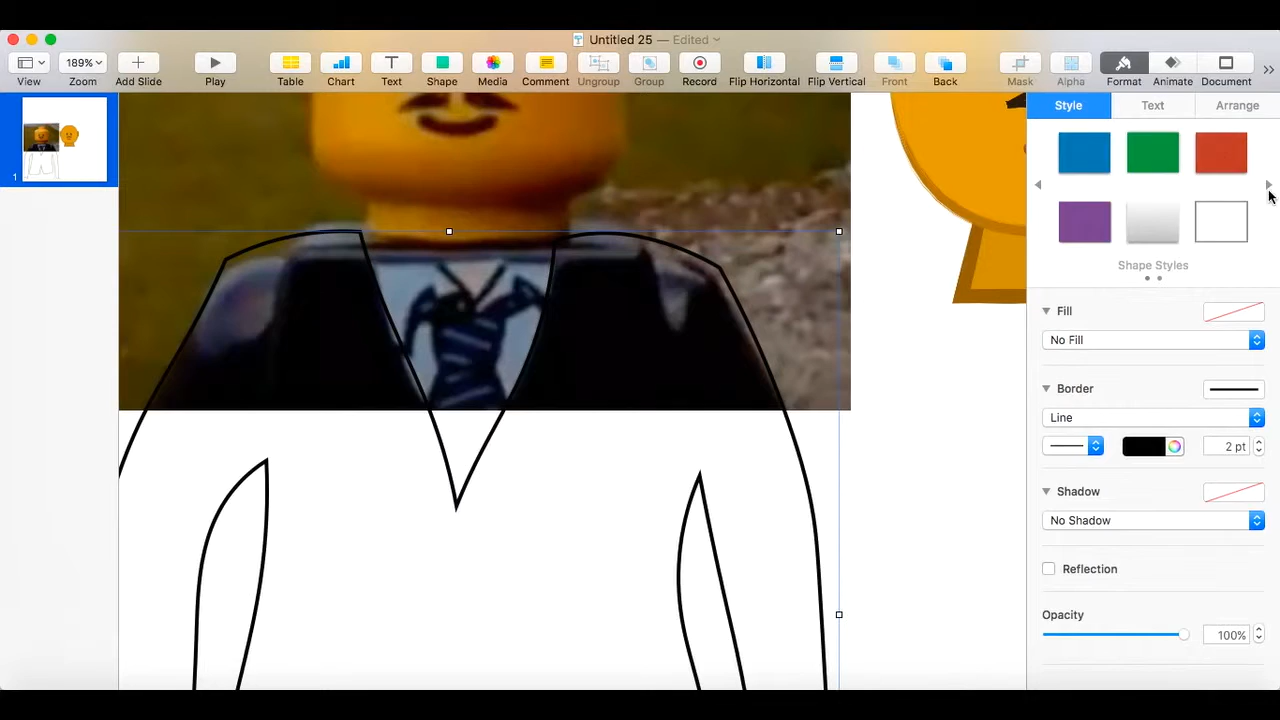 Untitled 25 — Edited
189%
View Zoom Add Slide Play Table Chart Text Shape Media Comment Ungroup Group Record Flip Horizontal Flip Vertical Front Back Mask Alpha Format Animate Document
Style Text Arrange
1
Shape Styles
Fill
No Fill
Border
Line
2 pt
Shadow
No Shadow
Reflection
Opacity
100%